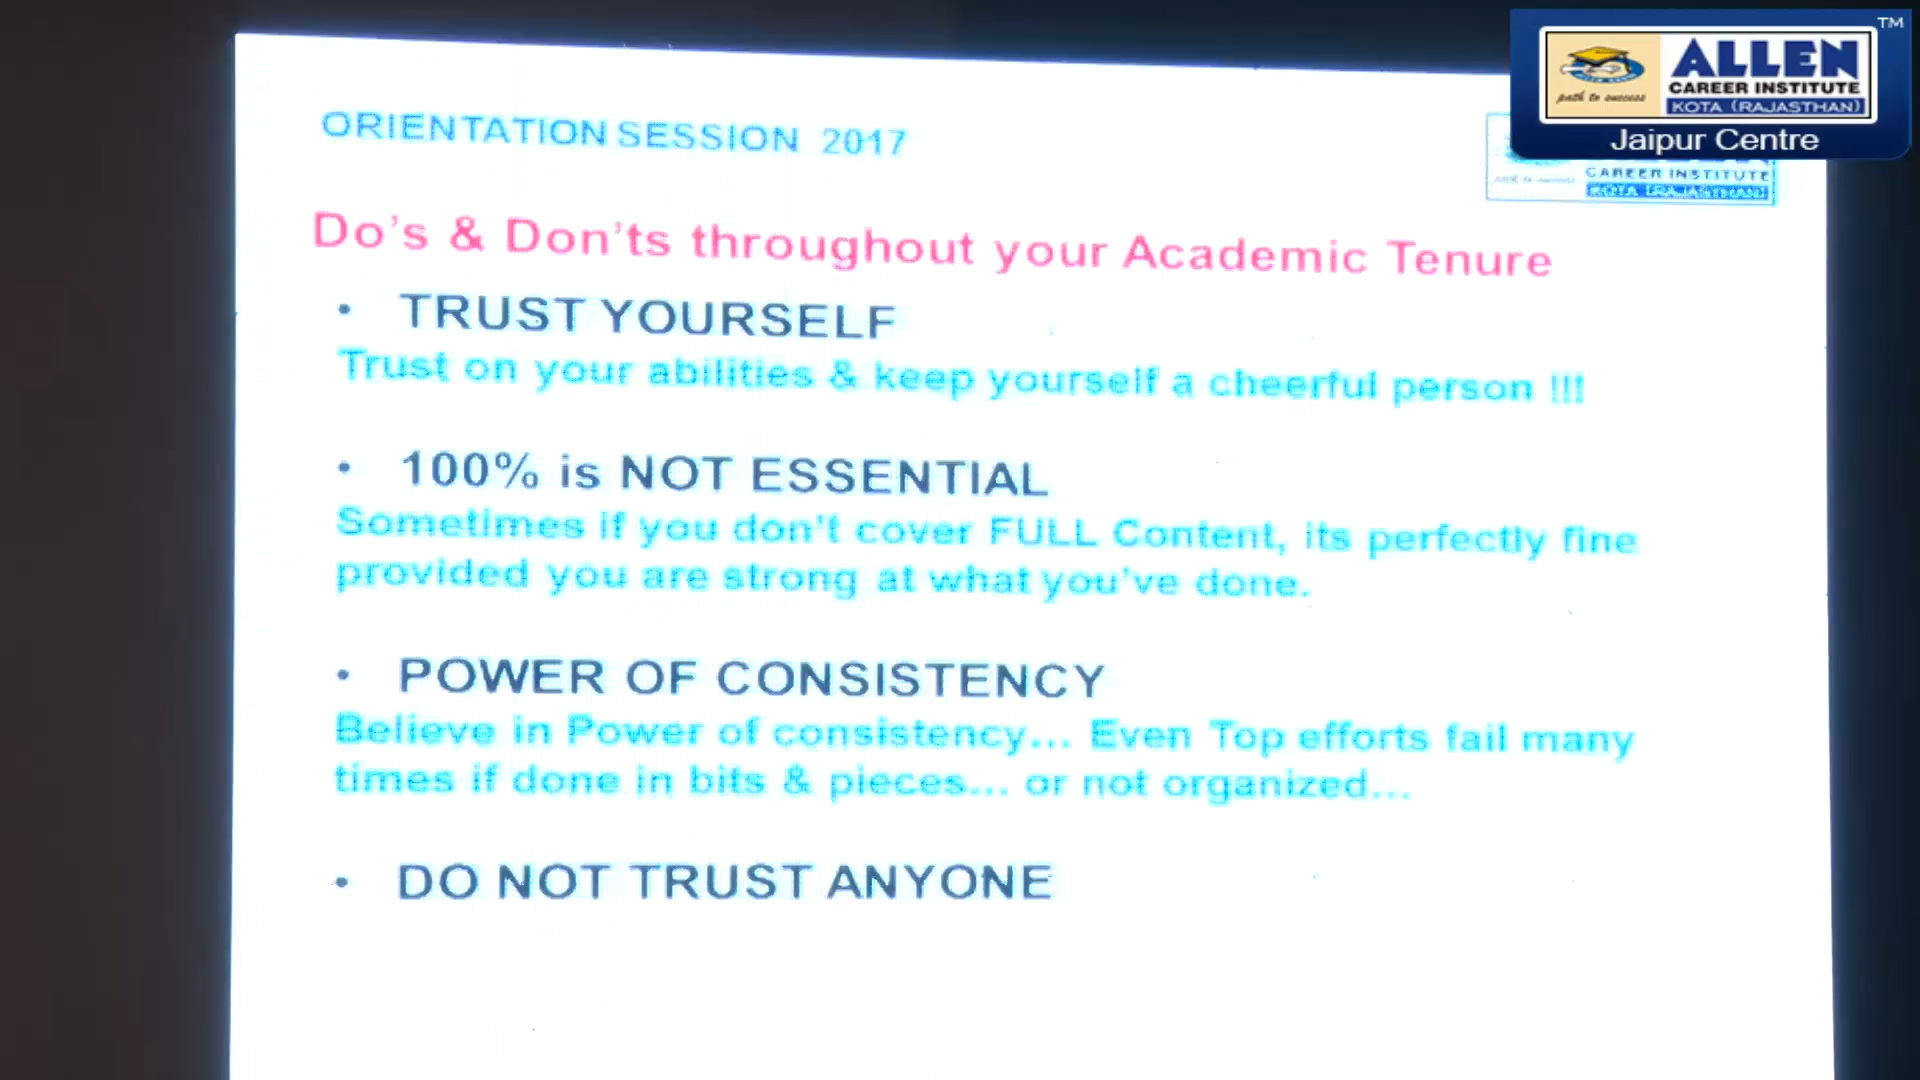 ORIENTATION SESSION 2017
TM
ALLEN
CAREER INSTITUTE
KOTA (RAJASTHAN)
path to success
Jaipur Centre
CAREER INSTITUTE
KOTA (RAJASTHAN)
Do's & Don'ts throughout your Academic Tenure
• TRUST YOURSELF
Trust on your abilities & keep yourself a cheerful person !!!
• 100% is NOT ESSENTIAL
Sometimes if you don't cover FULL Content, its perfectly fine
provided you are strong at what you've done.
• POWER OF CONSISTENCY
Believe in Power of consistency... Even Top efforts fail many
times if done in bits & pieces... or not organized...
• DO NOT TRUST ANYONE